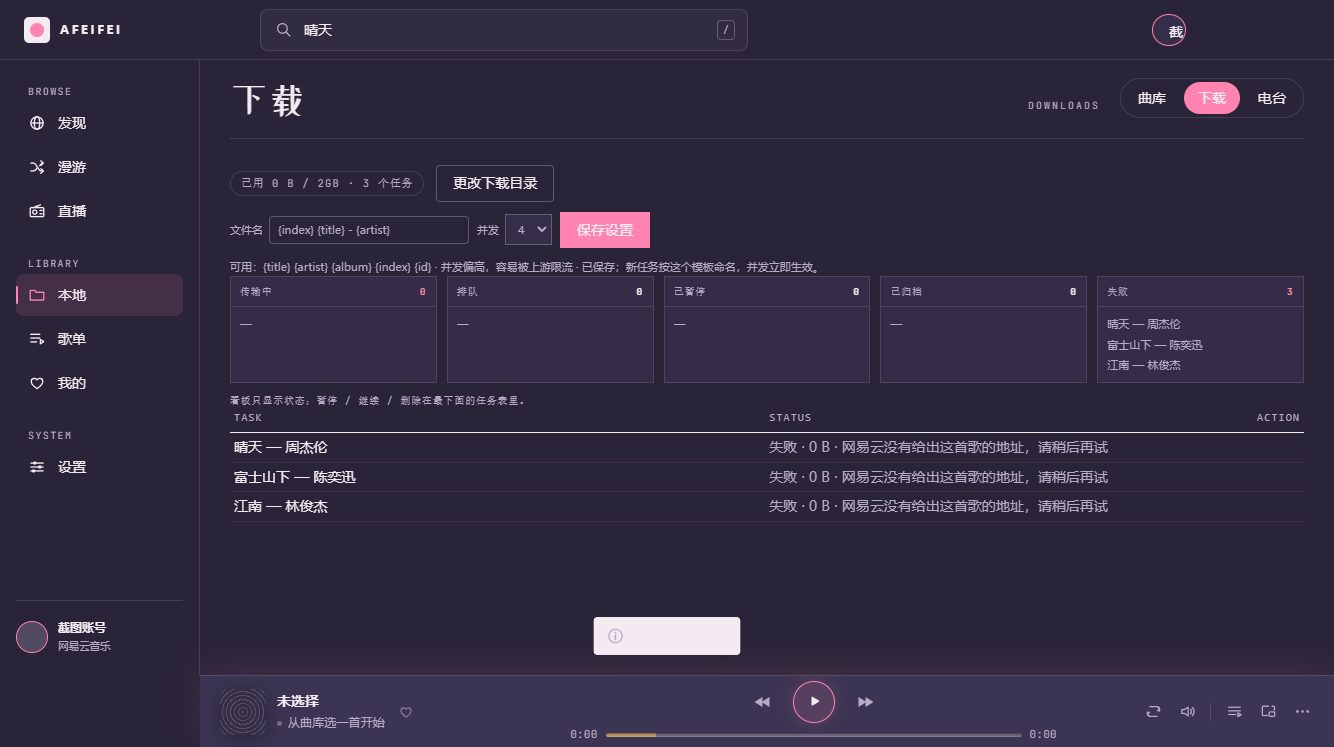 AFEIFEI
晴天
/
截
BROWSE
发现
漫游
直播
LIBRARY
本地
歌单
我的
SYSTEM
设置
截图账号
网易云音乐
下载
DOWNLOADS
曲库
下载
电台
已用 0 B / 2GB · 3 个任务
更改下载目录
文件名
{index} {title} - {artist}
并发
4
保存设置
可用: {title} {artist} {album} {index} {id} · 并发偏高，容易被上游限流 · 已保存；新任务按这个模板命名，并发立即生效。
传输中 0
—
排队 0
—
已暂停 0
—
已归档 0
—
失败 3
晴天 — 周杰伦
富士山下 — 陈奕迅
江南 — 林俊杰
看板只显示状态；暂停 / 继续 / 删除在最下面的任务表里。
TASK STATUS ACTION
晴天 — 周杰伦 失败 · 0 B · 网易云没有给出这首歌的地址，请稍后再试
富士山下 — 陈奕迅 失败 · 0 B · 网易云没有给出这首歌的地址，请稍后再试
江南 — 林俊杰 失败 · 0 B · 网易云没有给出这首歌的地址，请稍后再试
未选择
从曲库选一首开始
0:00
0:00